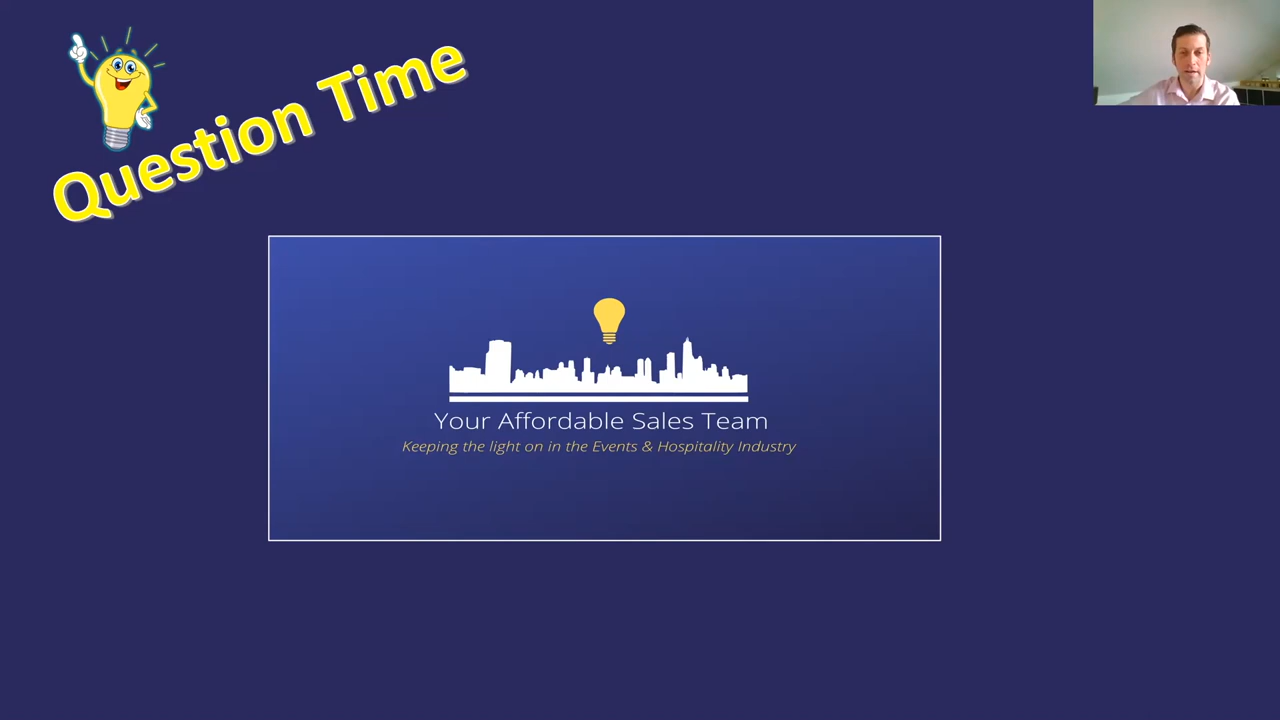 Question Time
Your Affordable Sales Team
Keeping the light on in the Events & Hospitality Industry